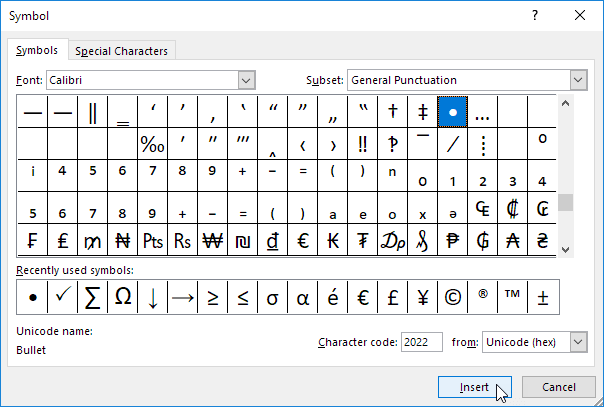 Symbol ? ×
Symbols Special Characters
Font: Calibri Subset: General Punctuation
— ― ‖ ‗ ‘ ’ ‚ ‛ “ ” „ ‟ † ‡ • …
‰ ′ ″ ‴ ‸ ‹ › ‼ ‽ ‾ ⁄ ⁞ ⁰
ⁱ ⁴ ⁵ ⁶ ⁷ ⁸ ⁹ ⁺ ⁻ ⁼ ⁽ ⁾ ⁿ ₀ ₁ ₂ ₃ ₄
₅ ₆ ₇ ₈ ₉ ₊ ₋ ₌ ₍ ₎ ₐ ₑ ₒ ₓ ₔ ₠ ₡ ₢
₣ ₤ ₥ ₦ ₧ ₨ ₩ ₪ ₫ € ₭ ₮ ₯ ₰ ₱ ₲ ₳ ₴
Recently used symbols:
• ✓ ∑ Ω ↓ → ≥ ≤ σ α é € £ ¥ © ® ™ ±
Unicode name:
Bullet
Character code: 2022 from: Unicode (hex)
Insert Cancel